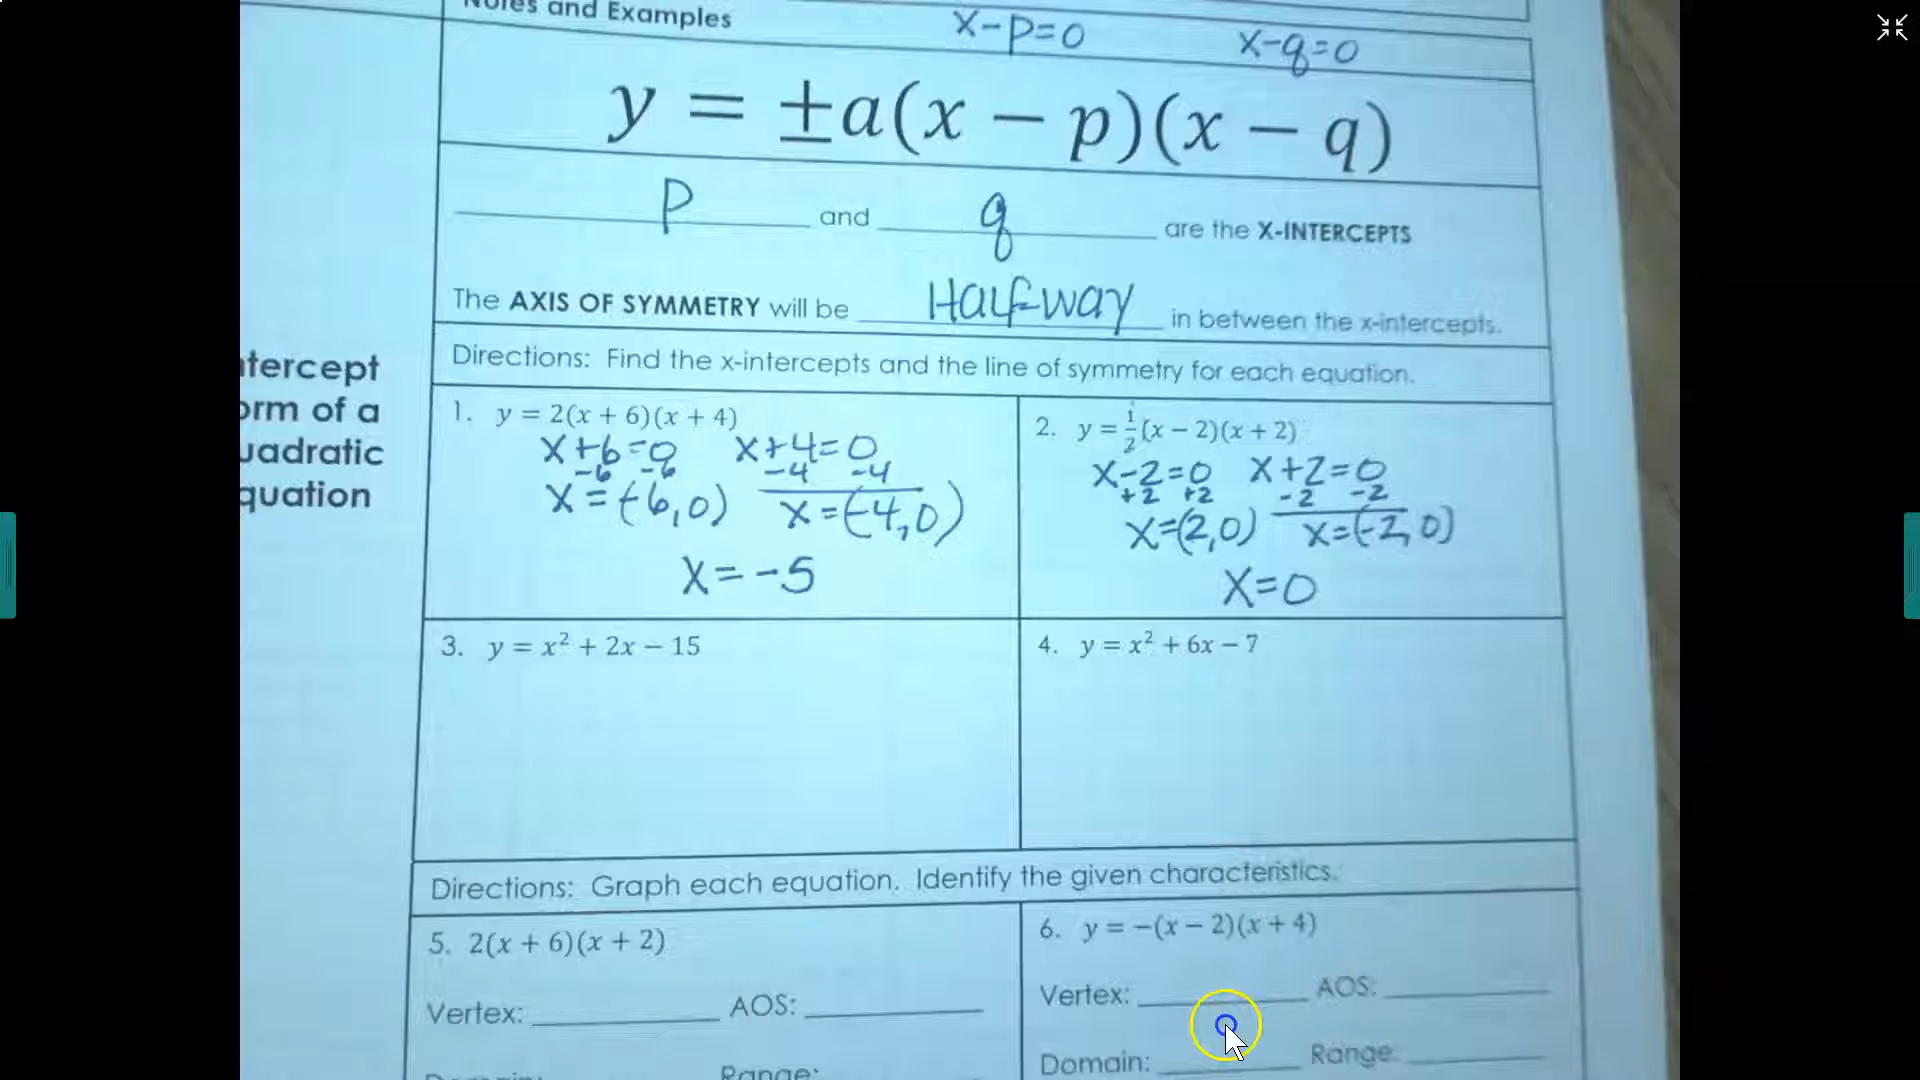 Notes and Examples
x-p=0 x-q=0
y = ±a(x − p)(x − q)
P and q are the X-INTERCEPTS
The AXIS OF SYMMETRY will be Half-way in between the x-intercepts.
Directions: Find the x-intercepts and the line of symmetry for each equation.
ntercept
orm of a
uadratic
quation
1. y = 2(x + 6)(x + 4)
x+6=0 x+4=0
-6 -6 -4 -4
x=(-6,0) x=(-4,0)
x=-5
2. y = 1/2(x − 2)(x + 2)
x-2=0 x+2=0
+2 +2 -2 -2
x=(2,0) x=(-2,0)
x=0
3. y = x² + 2x − 15
4. y = x² + 6x − 7
Directions: Graph each equation. Identify the given characteristics.
5. 2(x + 6)(x + 2)
Vertex: AOS:
Range:
6. y = −(x − 2)(x + 4)
Vertex: AOS:
Domain: Range: